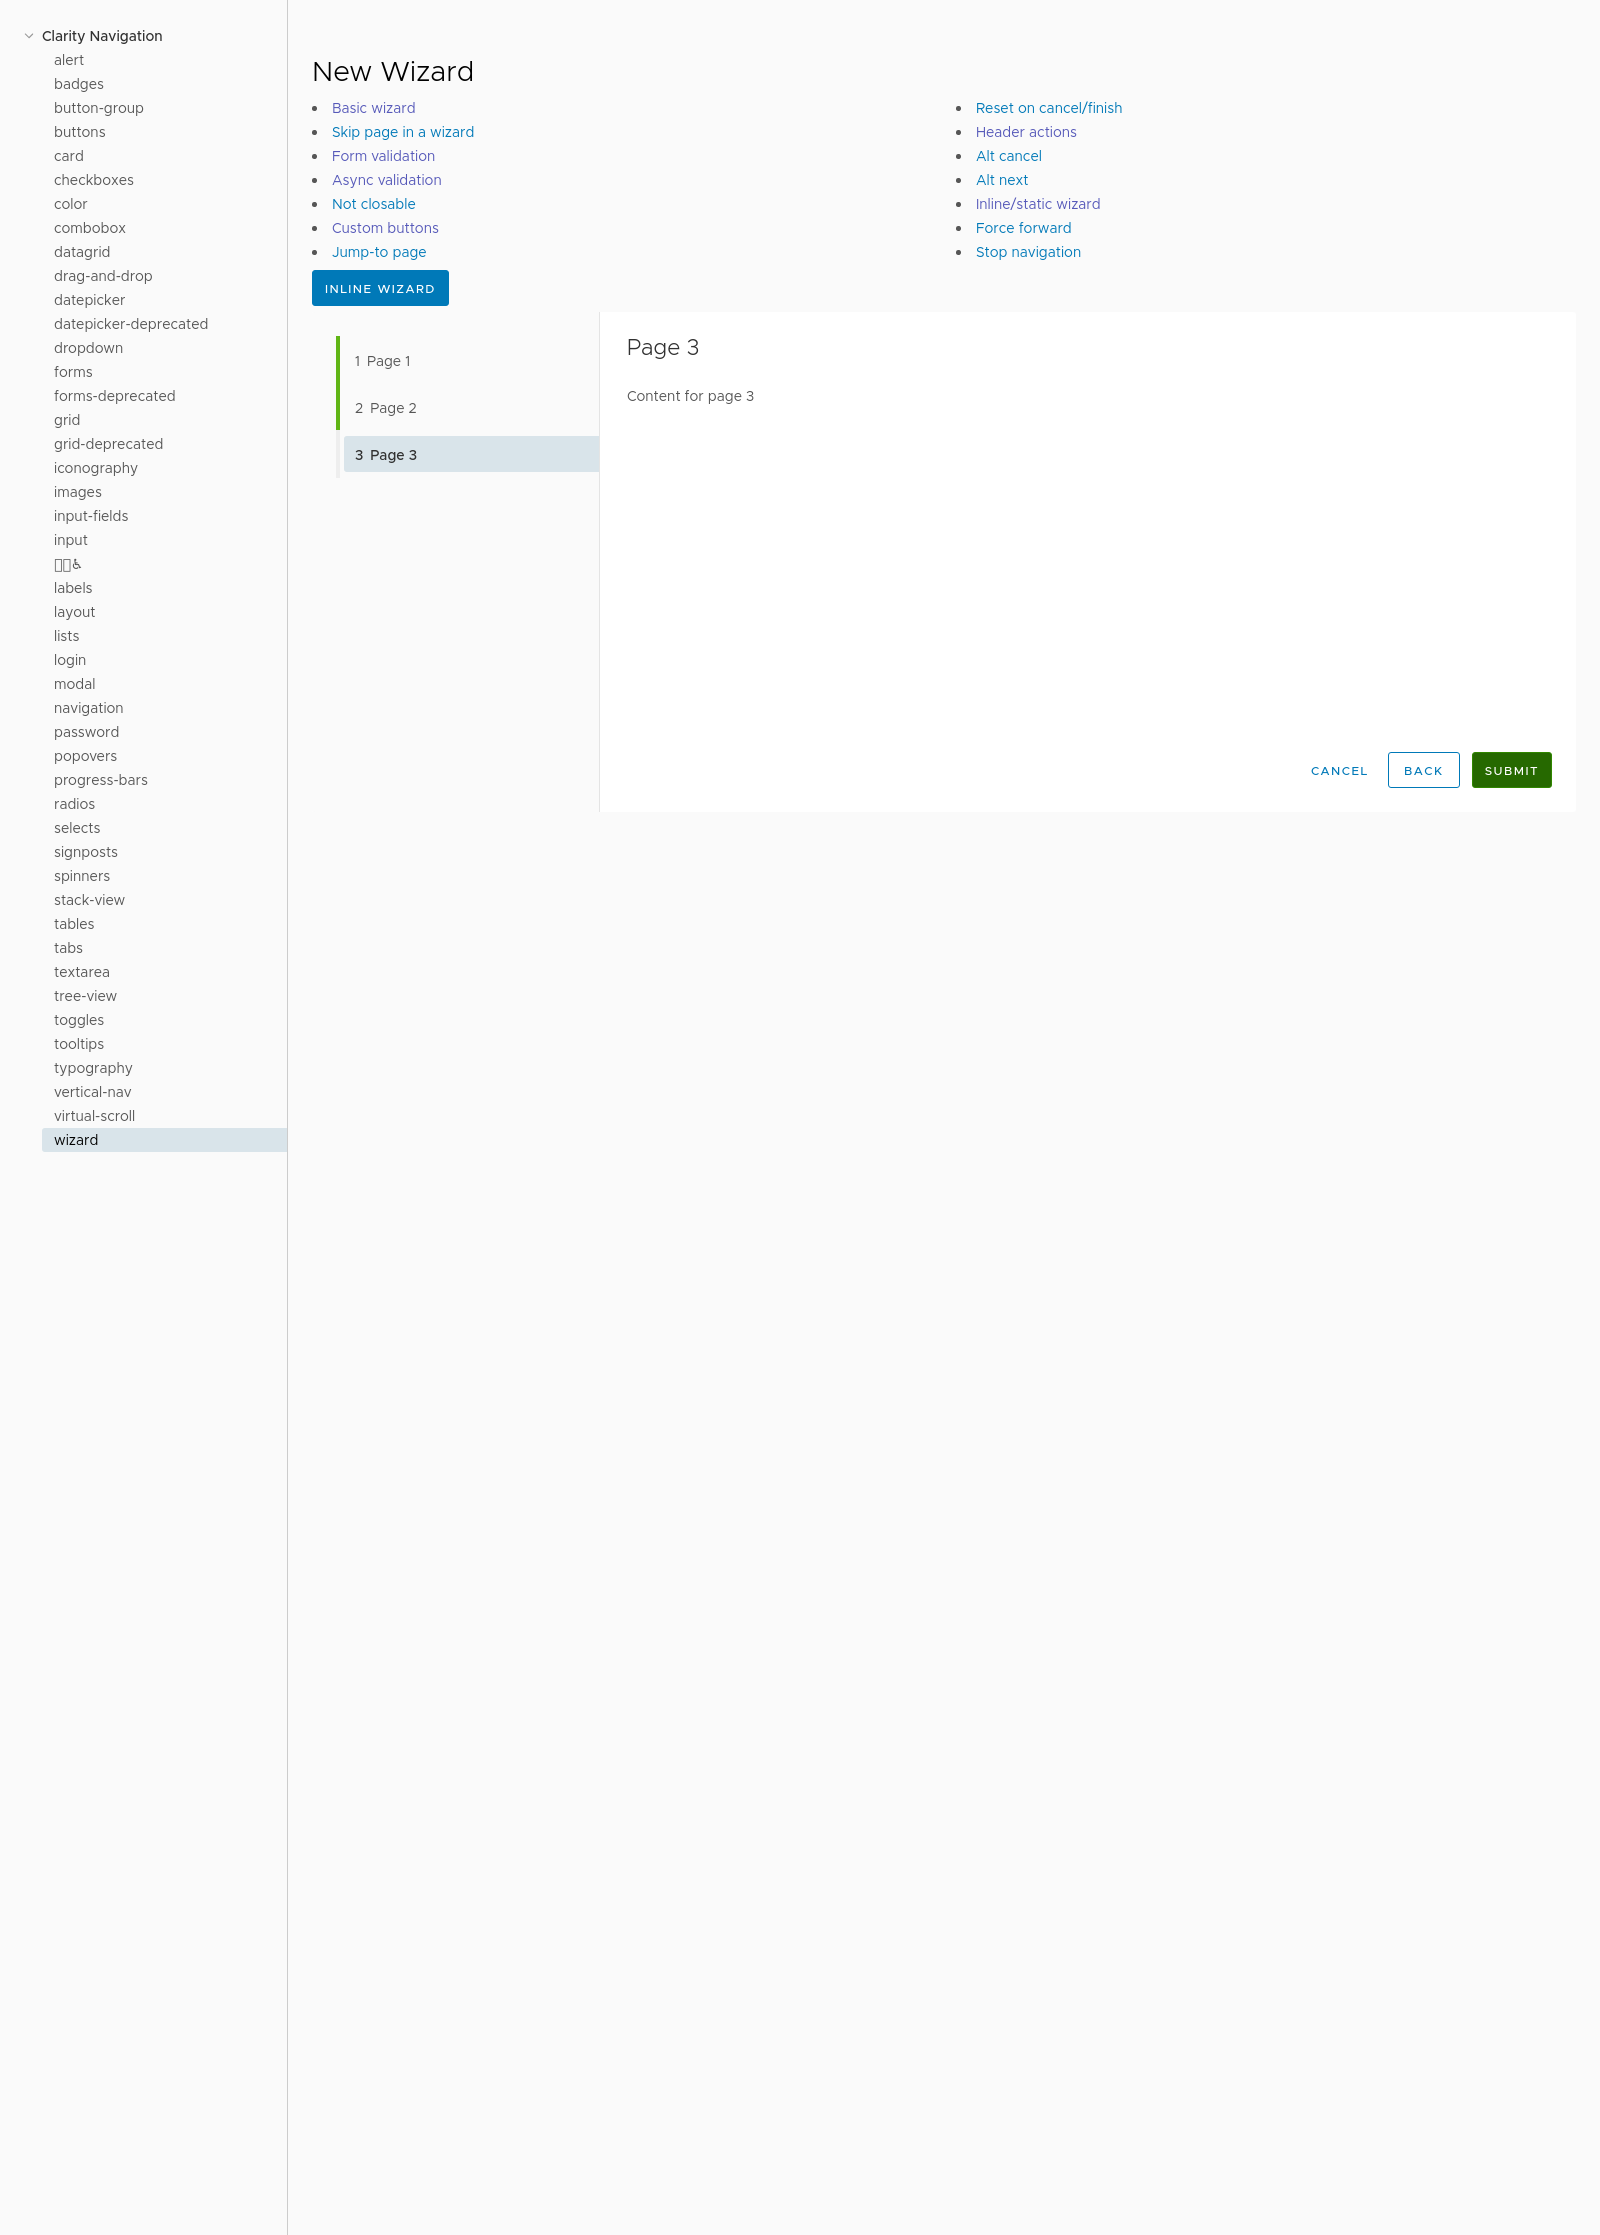 Clarity Navigation
alert
badges
button-group
buttons
card
checkboxes
color
combobox
datagrid
drag-and-drop
datepicker
datepicker-deprecated
dropdown
forms
forms-deprecated
grid
grid-deprecated
iconography
images
input-fields
input
♿
labels
layout
lists
login
modal
navigation
password
popovers
progress-bars
radios
selects
signposts
spinners
stack-view
tables
tabs
textarea
tree-view
toggles
tooltips
typography
vertical-nav
virtual-scroll
wizard
New Wizard
Basic wizard
Skip page in a wizard
Form validation
Async validation
Not closable
Custom buttons
Jump-to page
Reset on cancel/finish
Header actions
Alt cancel
Alt next
Inline/static wizard
Force forward
Stop navigation
INLINE WIZARD
1 Page 1
2 Page 2
3 Page 3
Page 3
Content for page 3
CANCEL
BACK
SUBMIT